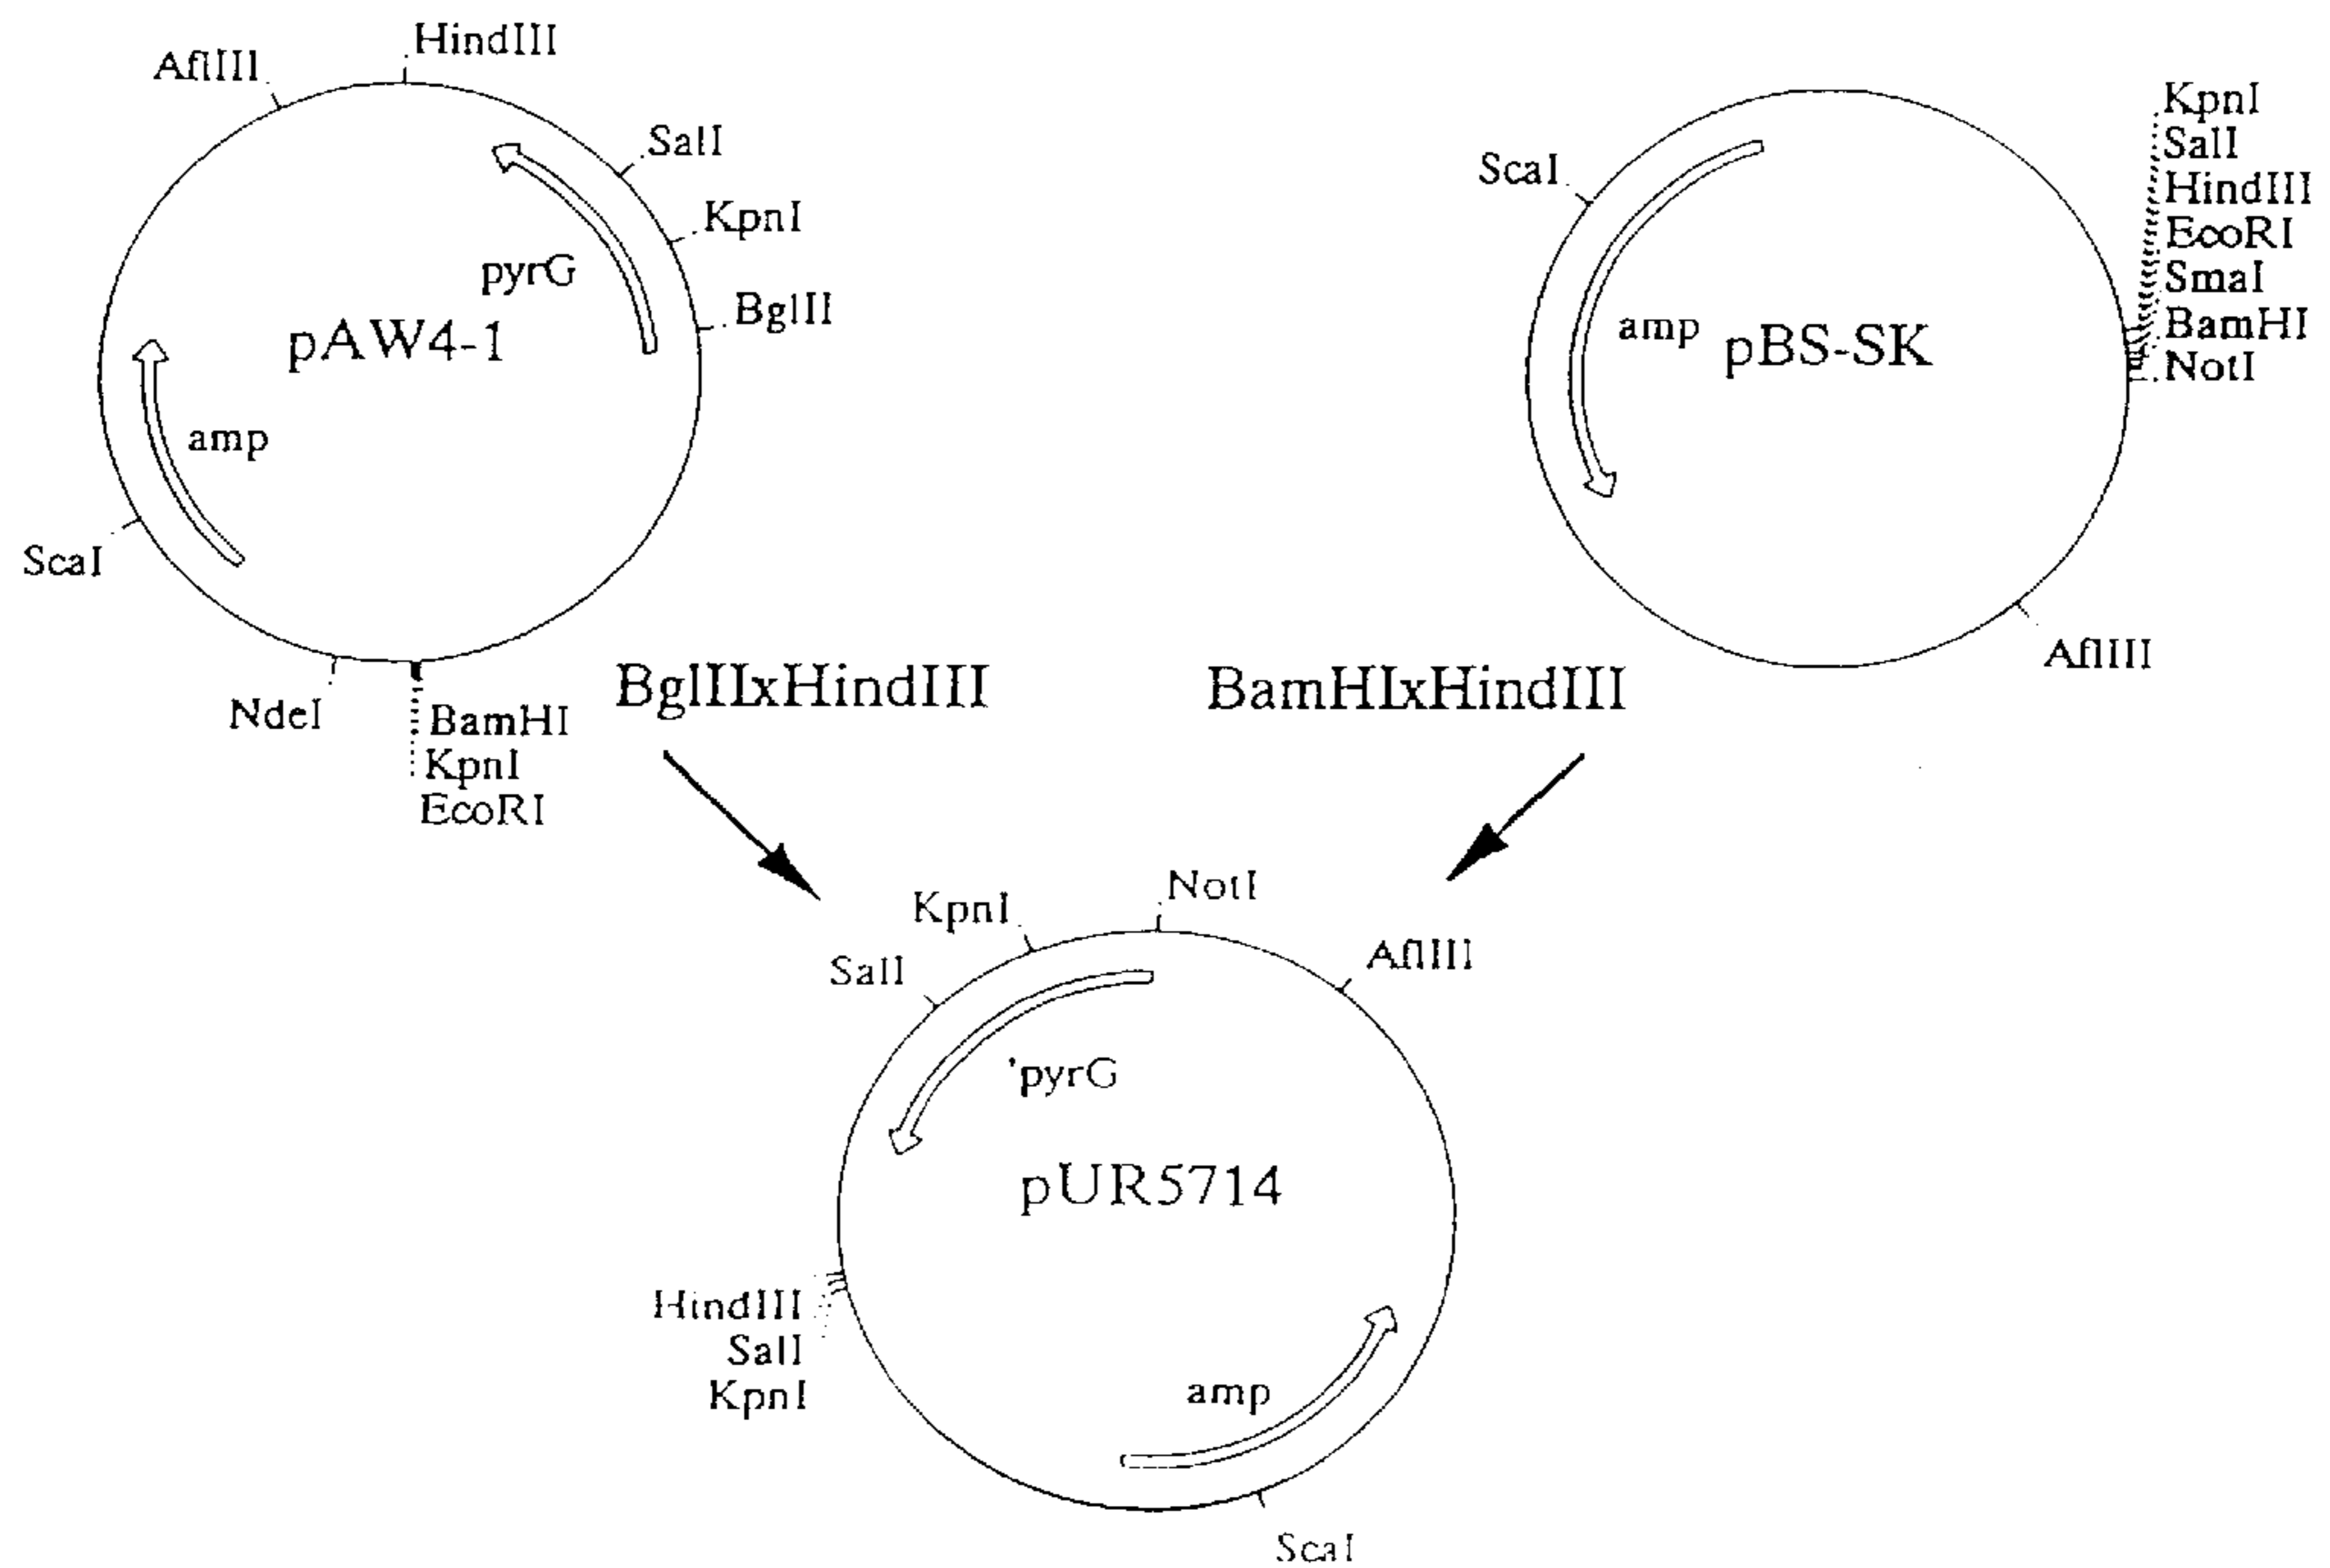 HindIII
AflIII
SalI
KpnI
BglII
pyrG
pAW4-1
amp
ScaI
NdeI
BamHI
KpnI
EcoRI
KpnI
SalI
HindIII
EcoRI
SmaI
BamHI
NotI
ScaI
amp
pBS-SK
AflIII
BglIIxHindIII
BamHIxHindIII
NotI
KpnI
AflIII
SalI
'pyrG
pUR5714
HindIII
SalI
KpnI
amp
ScaI